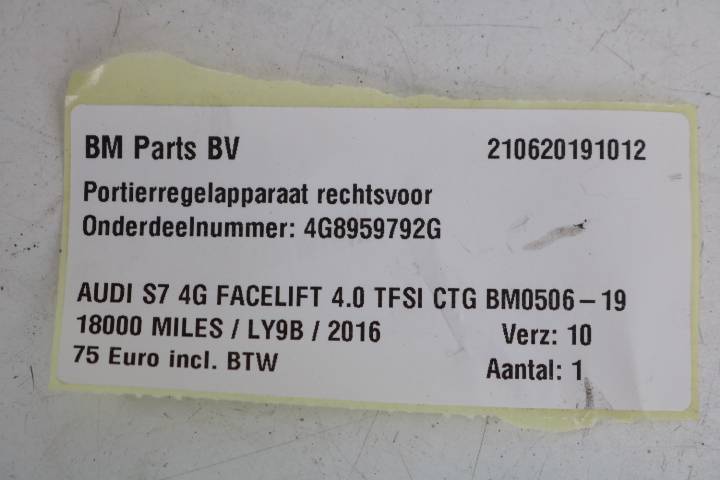 BM Parts BV 210620191012
Portierregelapparaat rechtsvoor
Onderdeelnummer: 4G8959792G
AUDI S7 4G FACELIFT 4.0 TFSI CTG BM0506-19
18000 MILES / LY9B / 2016 Verz: 10
75 Euro incl. BTW Aantal: 1